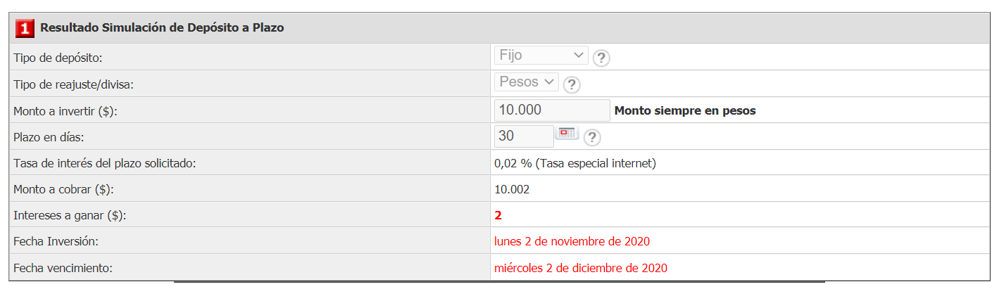 1 Resultado Simulación de Depósito a Plazo
Tipo de depósito: Fijo ?
Tipo de reajuste/divisa: Pesos ?
Monto a invertir ($): 10.000 Monto siempre en pesos
Plazo en días: 30 ?
Tasa de interés del plazo solicitado: 0,02 % (Tasa especial internet)
Monto a cobrar ($): 10.002
Intereses a ganar ($): 2
Fecha Inversión: lunes 2 de noviembre de 2020
Fecha vencimiento: miércoles 2 de diciembre de 2020